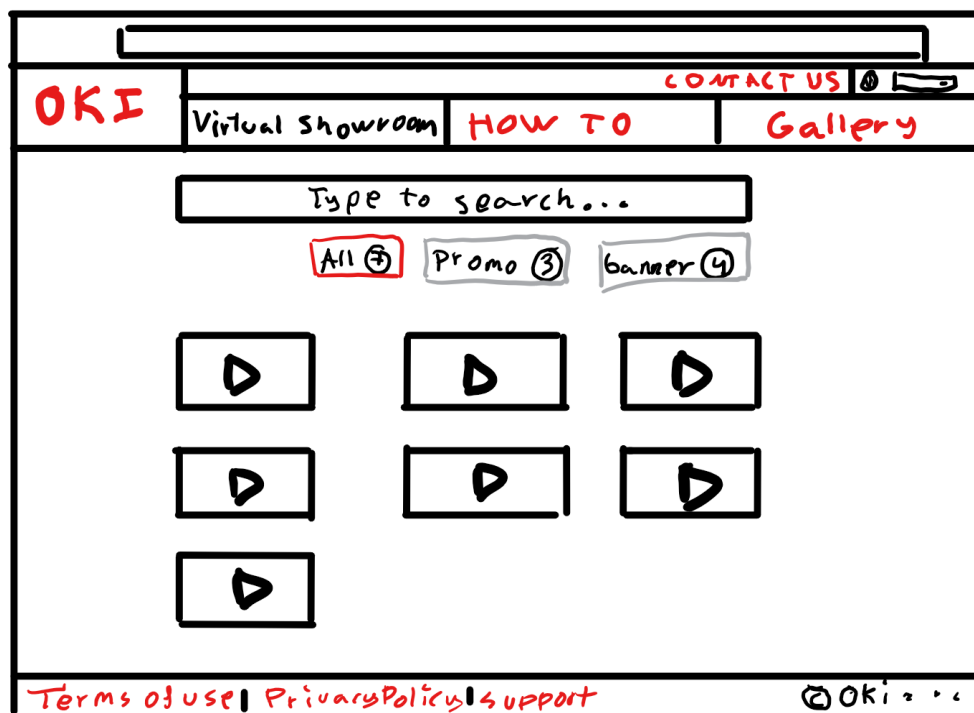 CONTACT US
OKI
Virtual showroom HOW TO Gallery
Type to search...
All 7 Promo 3 banner 4
Terms of use | Privacy Policy | support © Oki...